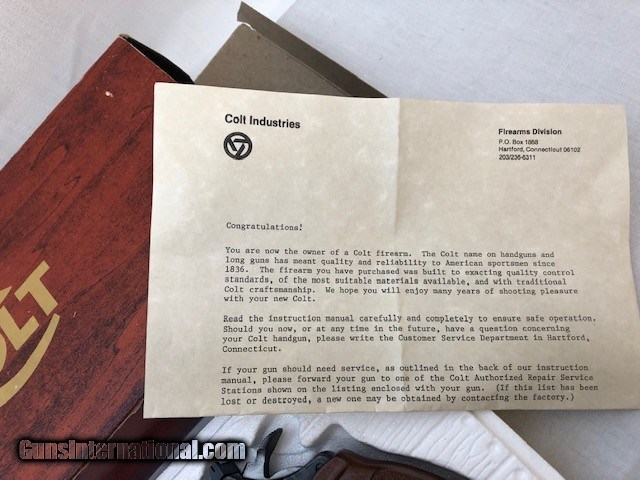 Colt Industries
Firearms Division
P.O. Box 1868
Hartford, Connecticut 06102
203/236-6311
Congratulations!
You are now the owner of a Colt firearm. The Colt name on handguns and
long guns has meant quality and reliability to American sportsmen since
1836. The firearm you have purchased was built to exacting quality control
standards, of the most suitable materials available, and with traditional
Colt craftsmanship. We hope you will enjoy many years of shooting pleasure
with your new Colt.
Read the instruction manual carefully and completely to ensure safe operation.
Should you now, or at any time in the future, have a question concerning
your Colt handgun, please write the Customer Service Department in Hartford,
Connecticut.
If your gun should need service, as outlined in the back of our instruction
manual, please forward your gun to one of the Colt Authorized Repair Service
Stations shown on the listing enclosed with your gun. (If this list has been
lost or destroyed, a new one may be obtained by contacting the factory.)
OLT
GunsInternational.com